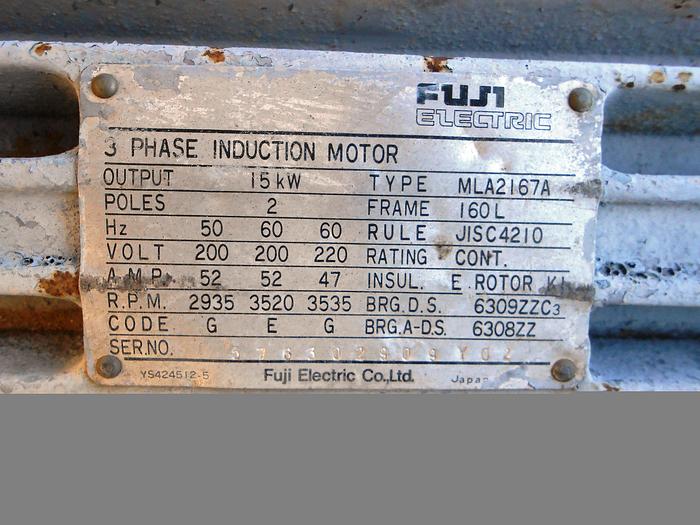 FUJI
ELECTRIC
3 PHASE INDUCTION MOTOR
OUTPUT 15kW TYPE MLA2167A
POLES 2 FRAME 160L
Hz 50 60 60 RULE JISC4210
VOLT 200 200 220 RATING CONT.
AMP. 52 52 47 INSUL. E ROTOR K
R.P.M. 2935 3520 3535 BRG.D.S. 6309ZZC3
CODE G E G BRG.A-D.S. 6308ZZ
SER.NO.
YS424512-5 Fuji Electric Co.,Ltd. Japan